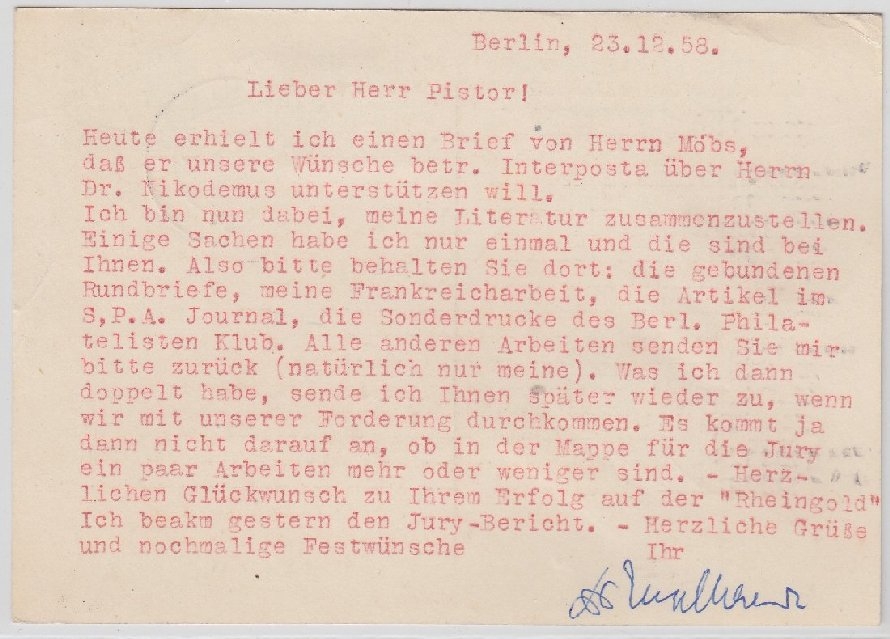 Berlin, 23.12.58.
Lieber Herr Pistor!
Heute erhielt ich einen Brief von Herrn Möbs,
daß er unsere Wünsche betr. Interposta über Herrn
Dr. Nikodemus unterstützen will.
Ich bin nun dabei, meine Literatur zusammenzustellen.
Einige Sachen habe ich nur einmal und die sind bei
Ihnen. Also bitte behalten Sie dort: die gebundenen
Rundbriefe, meine Frankreicharbeit, die Artikel im
S.P.A. Journal, die Sonderdrucke des Berl. Phila-
telisten Klub. Alle anderen Arbeiten senden Sie mir
bitte zurück (natürlich nur meine). Was ich dann
doppelt habe, sende ich Ihnen später wieder zu, wenn
wir mit unserer Forderung durchkommen. Es kommt ja
dann nicht darauf an, ob in der Mappe für die Jury
ein paar Arbeiten mehr oder weniger sind. - Herz-
lichen Glückwunsch zu Ihrem Erfolg auf der "Rheingold"
Ich beakm gestern den Jury-Bericht. - Herzliche Grüße
und nochmalige Festwünsche Ihr